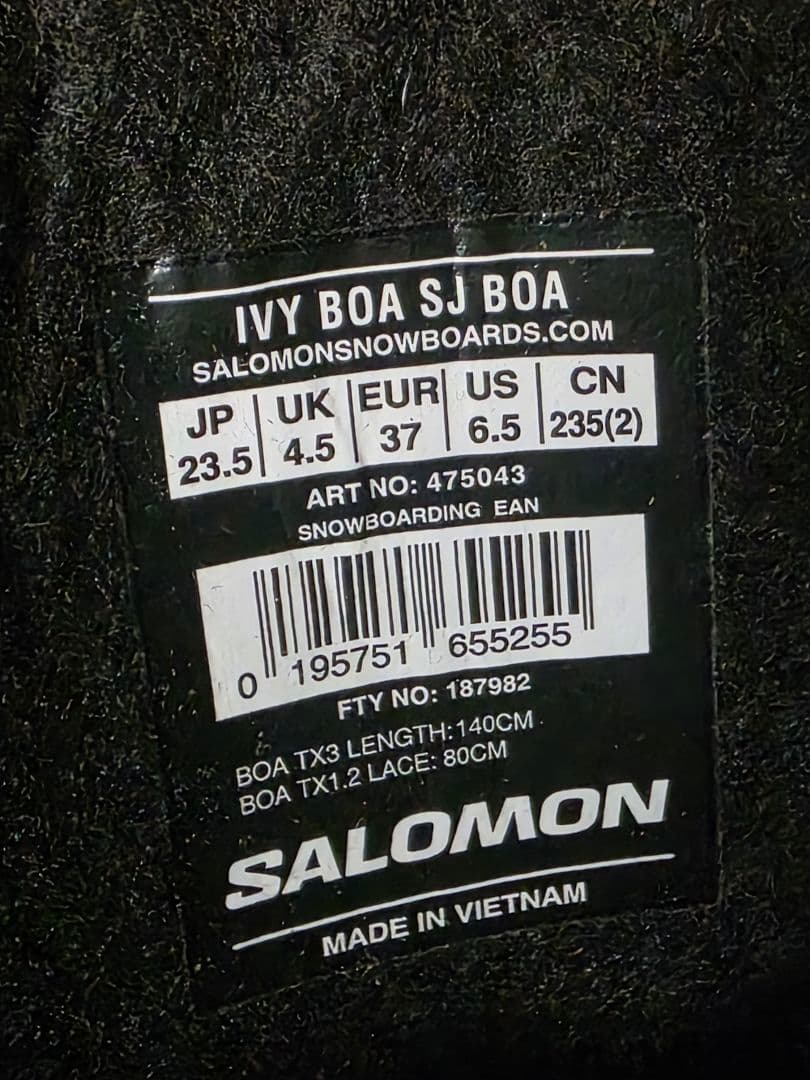 IVY BOA SJ BOA
SALOMONSNOWBOARDS.COM
JP UK EUR US CN
23.5 4.5 37 6.5 235(2)
ART NO: 475043
SNOWBOARDING EAN
0 195751 655255
FTY NO: 187982
BOA TX3 LENGTH:140CM
BOA TX1.2 LACE: 80CM
SALOMON
MADE IN VIETNAM